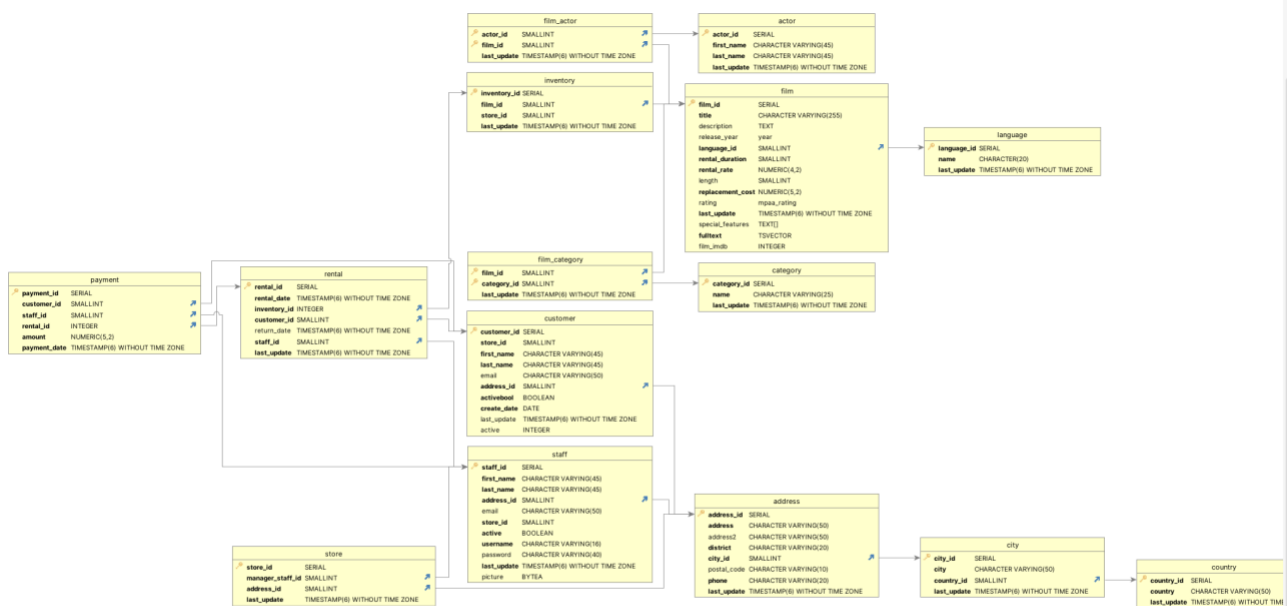 film_actor
actor_id SMALLINT
film_id SMALLINT
last_update TIMESTAMP(6) WITHOUT TIME ZONE
actor
actor_id SERIAL
first_name CHARACTER VARYING(45)
last_name CHARACTER VARYING(45)
last_update TIMESTAMP(6) WITHOUT TIME ZONE
inventory
inventory_id SERIAL
film_id SMALLINT
store_id SMALLINT
last_update TIMESTAMP(6) WITHOUT TIME ZONE
film
film_id SERIAL
title CHARACTER VARYING(255)
description TEXT
release_year year
language_id SMALLINT
rental_duration SMALLINT
rental_rate NUMERIC(4,2)
length SMALLINT
replacement_cost NUMERIC(5,2)
rating mpaa_rating
last_update TIMESTAMP(6) WITHOUT TIME ZONE
special_features TEXT[]
fulltext TSVECTOR
film_imdb INTEGER
language
language_id SERIAL
name CHARACTER(20)
last_update TIMESTAMP(6) WITHOUT TIME ZONE
film_category
film_id SMALLINT
category_id SMALLINT
last_update TIMESTAMP(6) WITHOUT TIME ZONE
category
category_id SERIAL
name CHARACTER VARYING(25)
last_update TIMESTAMP(6) WITHOUT TIME ZONE
payment
payment_id SERIAL
customer_id SMALLINT
staff_id SMALLINT
rental_id INTEGER
amount NUMERIC(5,2)
payment_date TIMESTAMP(6) WITHOUT TIME ZONE
rental
rental_id SERIAL
rental_date TIMESTAMP(6) WITHOUT TIME ZONE
inventory_id INTEGER
customer_id SMALLINT
return_date TIMESTAMP(6) WITHOUT TIME ZONE
staff_id SMALLINT
last_update TIMESTAMP(6) WITHOUT TIME ZONE
customer
customer_id SERIAL
store_id SMALLINT
first_name CHARACTER VARYING(45)
last_name CHARACTER VARYING(45)
email CHARACTER VARYING(50)
address_id SMALLINT
activebool BOOLEAN
create_date DATE
last_update TIMESTAMP(6) WITHOUT TIME ZONE
active INTEGER
staff
staff_id SERIAL
first_name CHARACTER VARYING(45)
last_name CHARACTER VARYING(45)
address_id SMALLINT
email CHARACTER VARYING(50)
store_id SMALLINT
active BOOLEAN
username CHARACTER VARYING(16)
password CHARACTER VARYING(40)
last_update TIMESTAMP(6) WITHOUT TIME ZONE
picture BYTEA
store
store_id SERIAL
manager_staff_id SMALLINT
address_id SMALLINT
last_update TIMESTAMP(6) WITHOUT TIME ZONE
address
address_id SERIAL
address CHARACTER VARYING(50)
address2 CHARACTER VARYING(50)
district CHARACTER VARYING(20)
city_id SMALLINT
postal_code CHARACTER VARYING(10)
phone CHARACTER VARYING(20)
last_update TIMESTAMP(6) WITHOUT TIME ZONE
city
city_id SERIAL
city CHARACTER VARYING(50)
country_id SMALLINT
last_update TIMESTAMP(6) WITHOUT TIME ZONE
country
country_id SERIAL
country CHARACTER VARYING(50)
last_update TIMESTAMP(6) WITHOUT